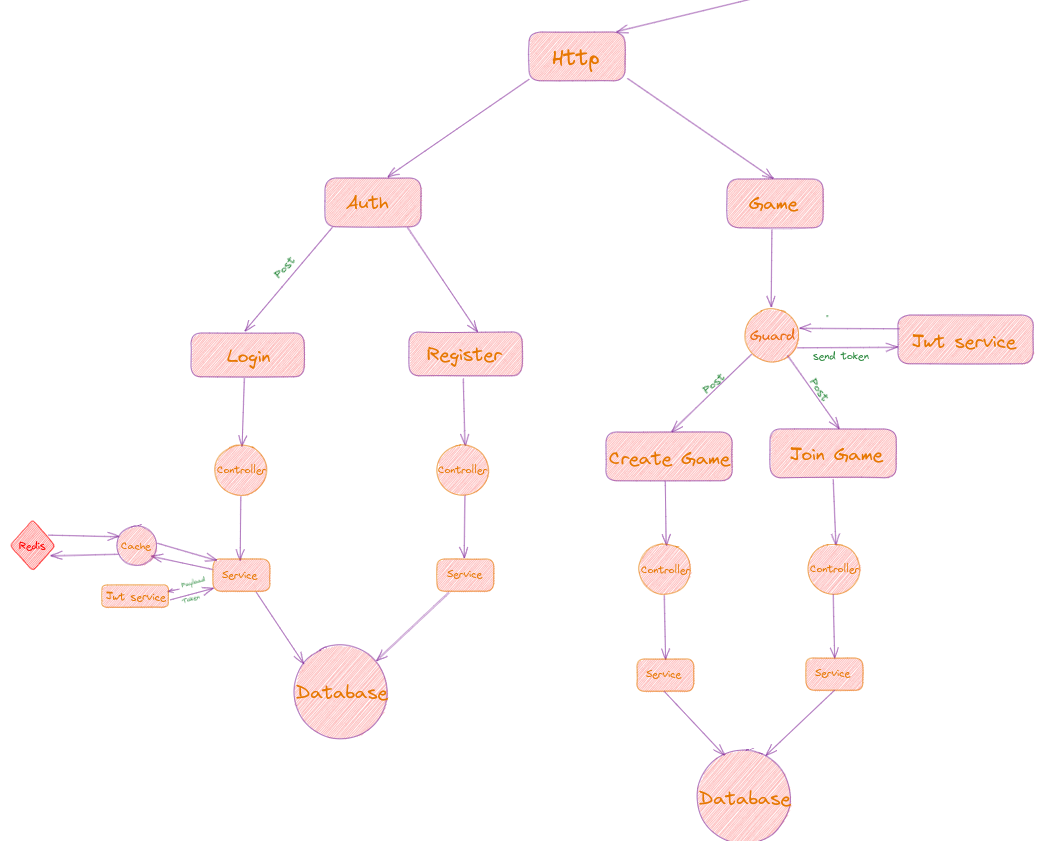 Http
Auth
Game
Post
Login
Register
Guard
Jwt service
send token
Post
Post
Create Game
Join Game
Controller
Controller
Redis
Cache
Service
Service
Payload
Jwt service
Token
Controller
Controller
Database
Service
Service
Database